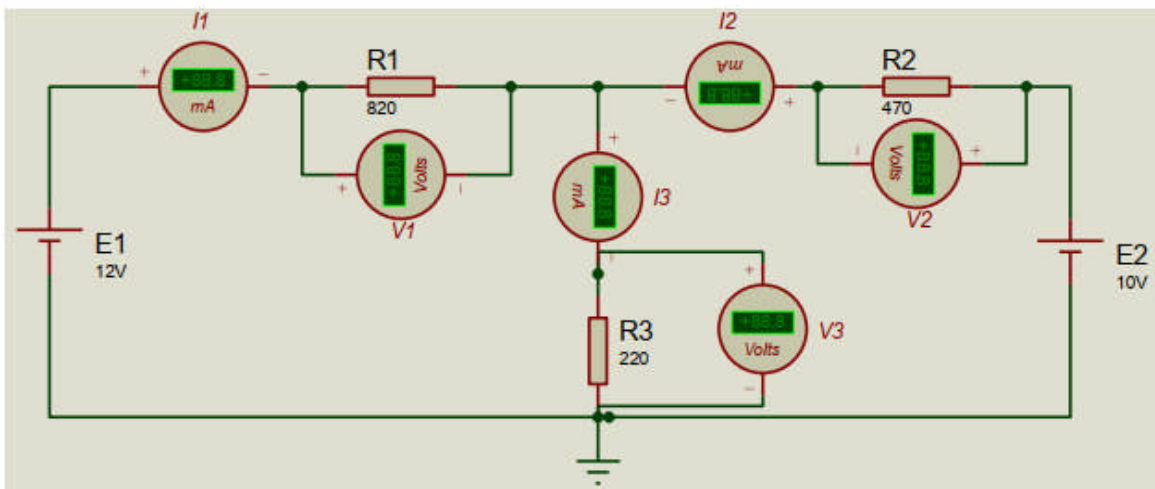 I1
+88.8
mA
R1
820
+88.8
Volts
V1
I2
mA
+88.8
R2
470
Volts
+88.8
V2
mA
+88.8
I3
E1
12V
R3
220
+88.8
Volts
V3
E2
10V